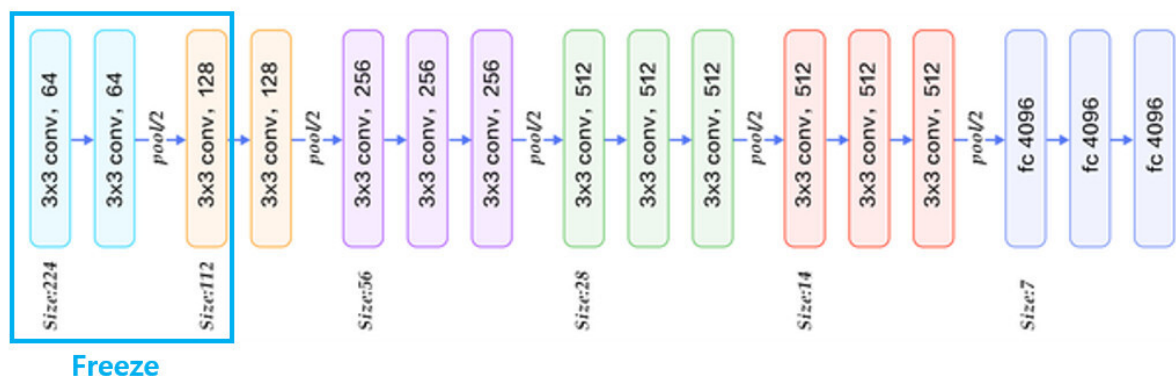 3x3 conv, 64
3x3 conv, 64
pool/2
3x3 conv, 128
3x3 conv, 128
pool/2
3x3 conv, 256
3x3 conv, 256
3x3 conv, 256
pool/2
3x3 conv, 512
3x3 conv, 512
3x3 conv, 512
pool/2
3x3 conv, 512
3x3 conv, 512
3x3 conv, 512
pool/2
fc 4096
fc 4096
fc 4096
Size:224
Size:112
Size:56
Size:28
Size:14
Size:7
Freeze